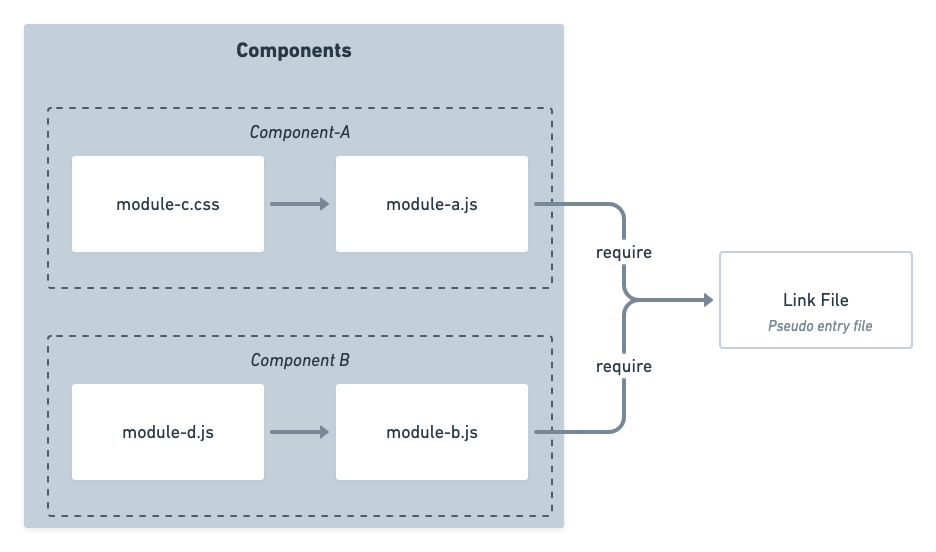 Components
Component-A
module-c.css
module-a.js
require
Link File
Pseudo entry file
Component B
require
module-d.js
module-b.js